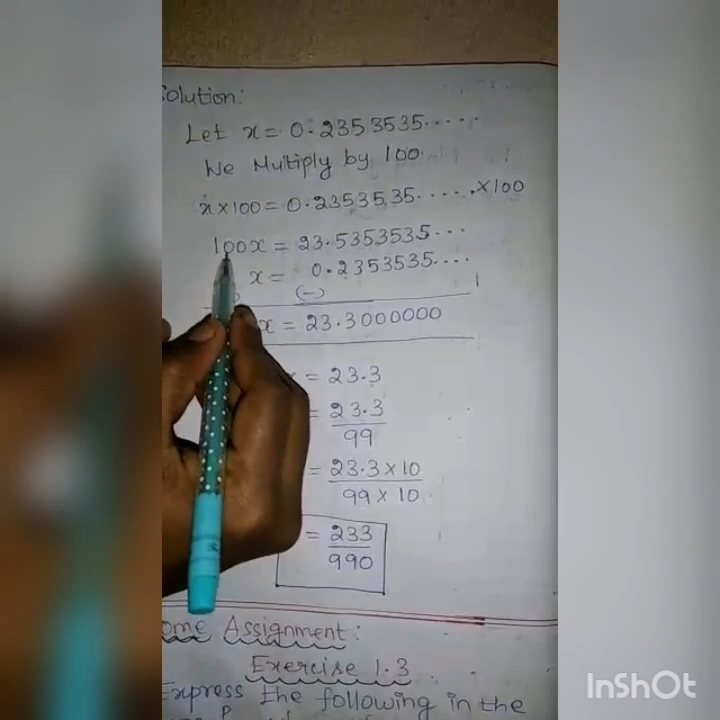 olution:
Let x = 0.2353535.....
We Multiply by 100.
x × 100 = 0.2353535......×100
100x = 23.5353535...
x = 0.2353535....
(-)
x = 23.3000000
= 23.3
= 23.3
99
= 23.3 × 10
99 × 10
= 233
990
ome Assignment:
Exercise 1.3
Express the following in the
InShOt